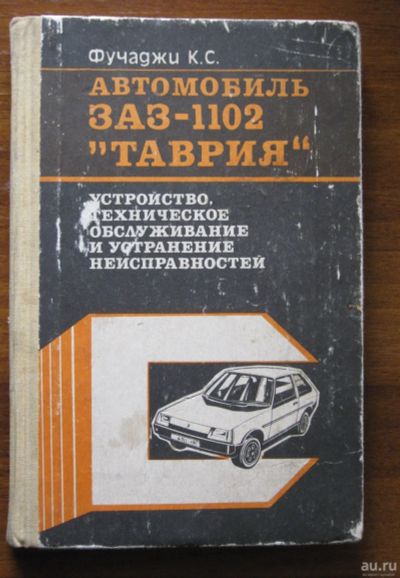 Фучаджи К.С.
АВТОМОБИЛЬ
ЗАЗ-1102
"ТАВРИЯ"
УСТРОЙСТВО,
ТЕХНИЧЕСКОЕ
ОБСЛУЖИВАНИЕ
И УСТРАНЕНИЕ
НЕИСПРАВНОСТЕЙ
au.ru